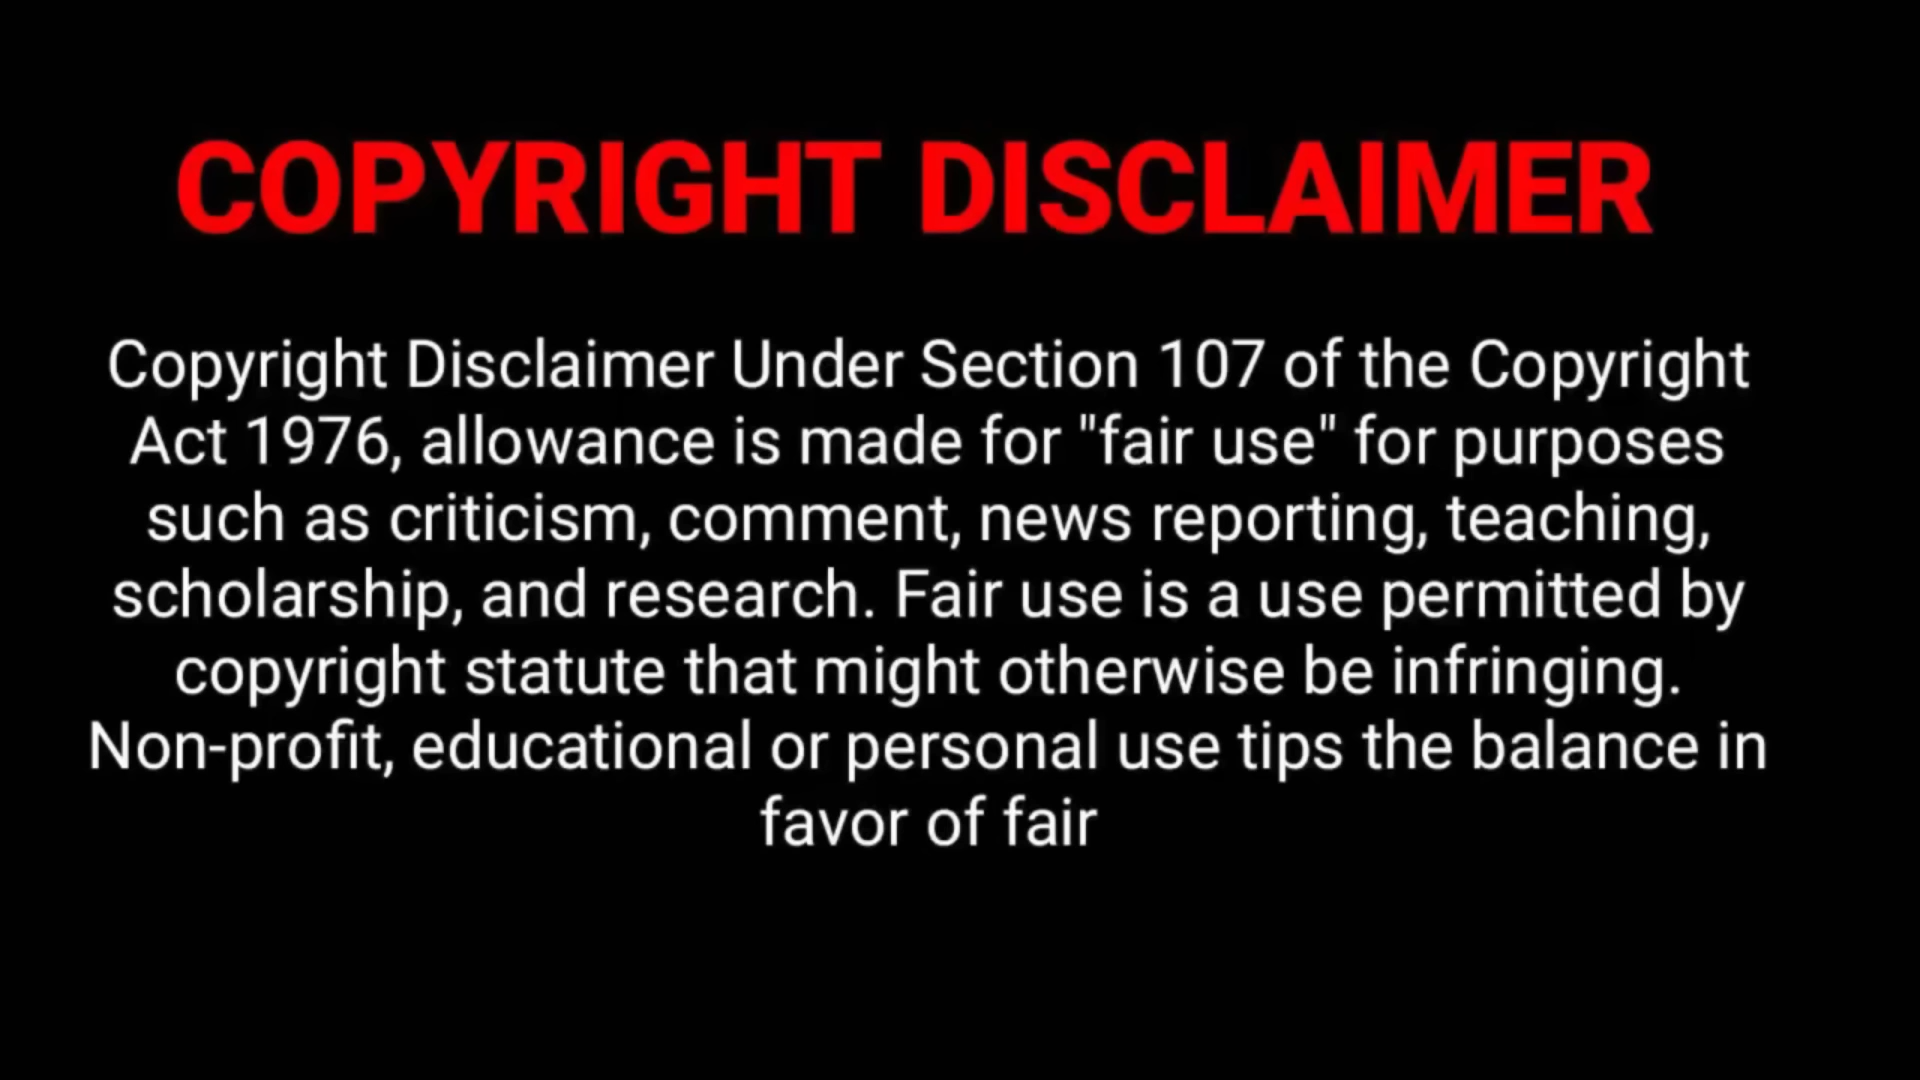 COPYRIGHT DISCLAIMER
Copyright Disclaimer Under Section 107 of the Copyright
Act 1976, allowance is made for "fair use" for purposes
such as criticism, comment, news reporting, teaching,
scholarship, and research. Fair use is a use permitted by
copyright statute that might otherwise be infringing.
Non-profit, educational or personal use tips the balance in
favor of fair